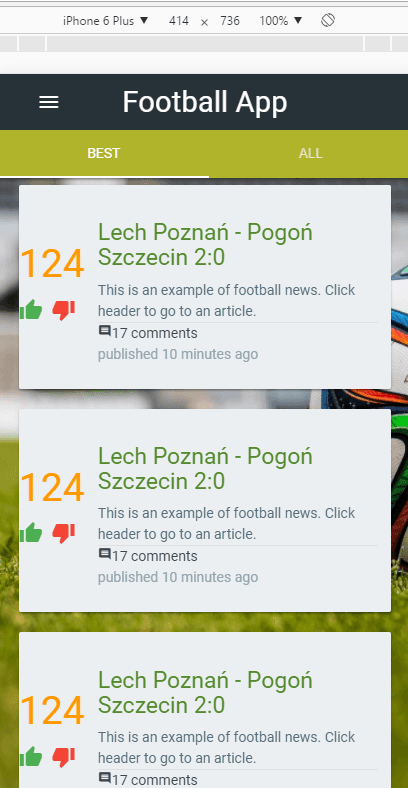 iPhone 6 Plus ▼ 414 × 736 100% ▼
Football App
BEST ALL
Lech Poznań - Pogoń
Szczecin 2:0
124
This is an example of football news. Click
header to go to an article.
17 comments
published 10 minutes ago
Lech Poznań - Pogoń
Szczecin 2:0
124
This is an example of football news. Click
header to go to an article.
17 comments
published 10 minutes ago
Lech Poznań - Pogoń
Szczecin 2:0
124
This is an example of football news. Click
header to go to an article.
17 comments